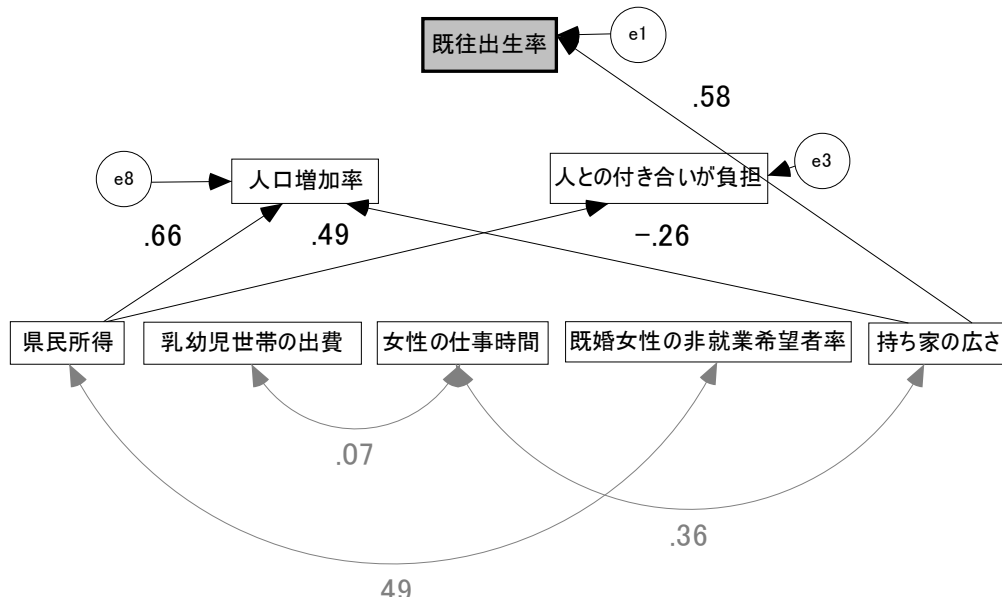 既往出生率
e1
.58
e8
人口増加率
人との付き合いが負担
e3
.66
.49
-.26
県民所得
乳幼児世帯の出費
女性の仕事時間
既婚女性の非就業希望者率
持ち家の広さ
.07
.36
49